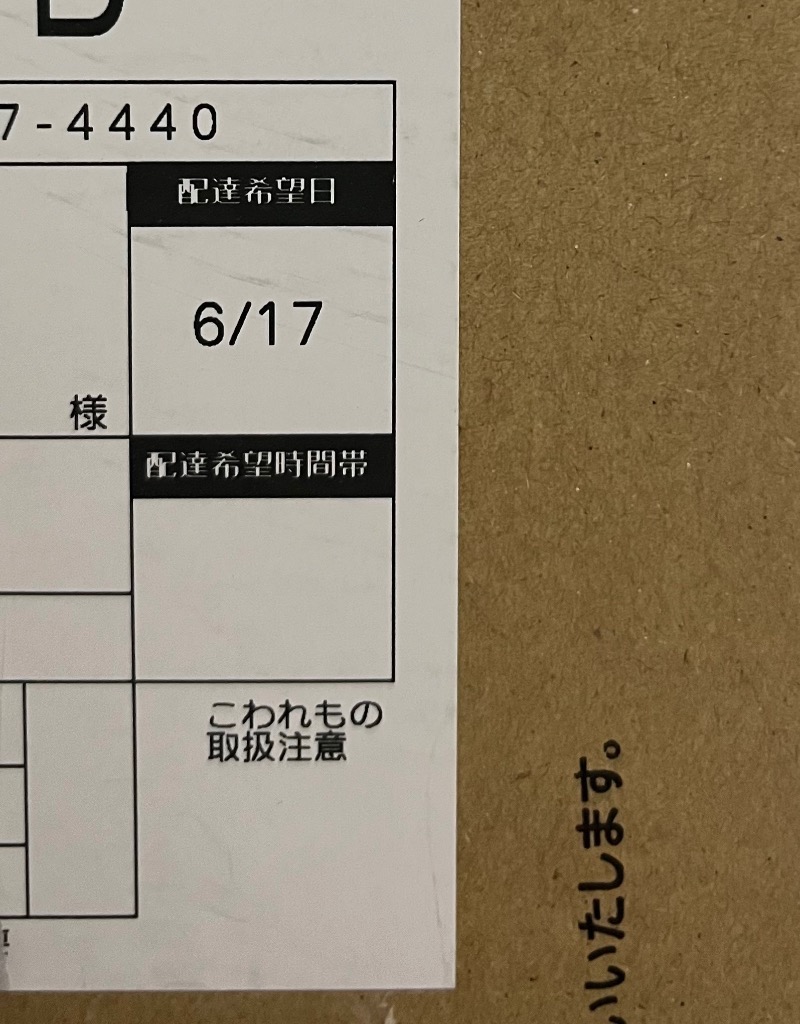 7-4440
配達希望日
6/17
様
配達希望時間帯
こわれもの
取扱注意
いいたします。